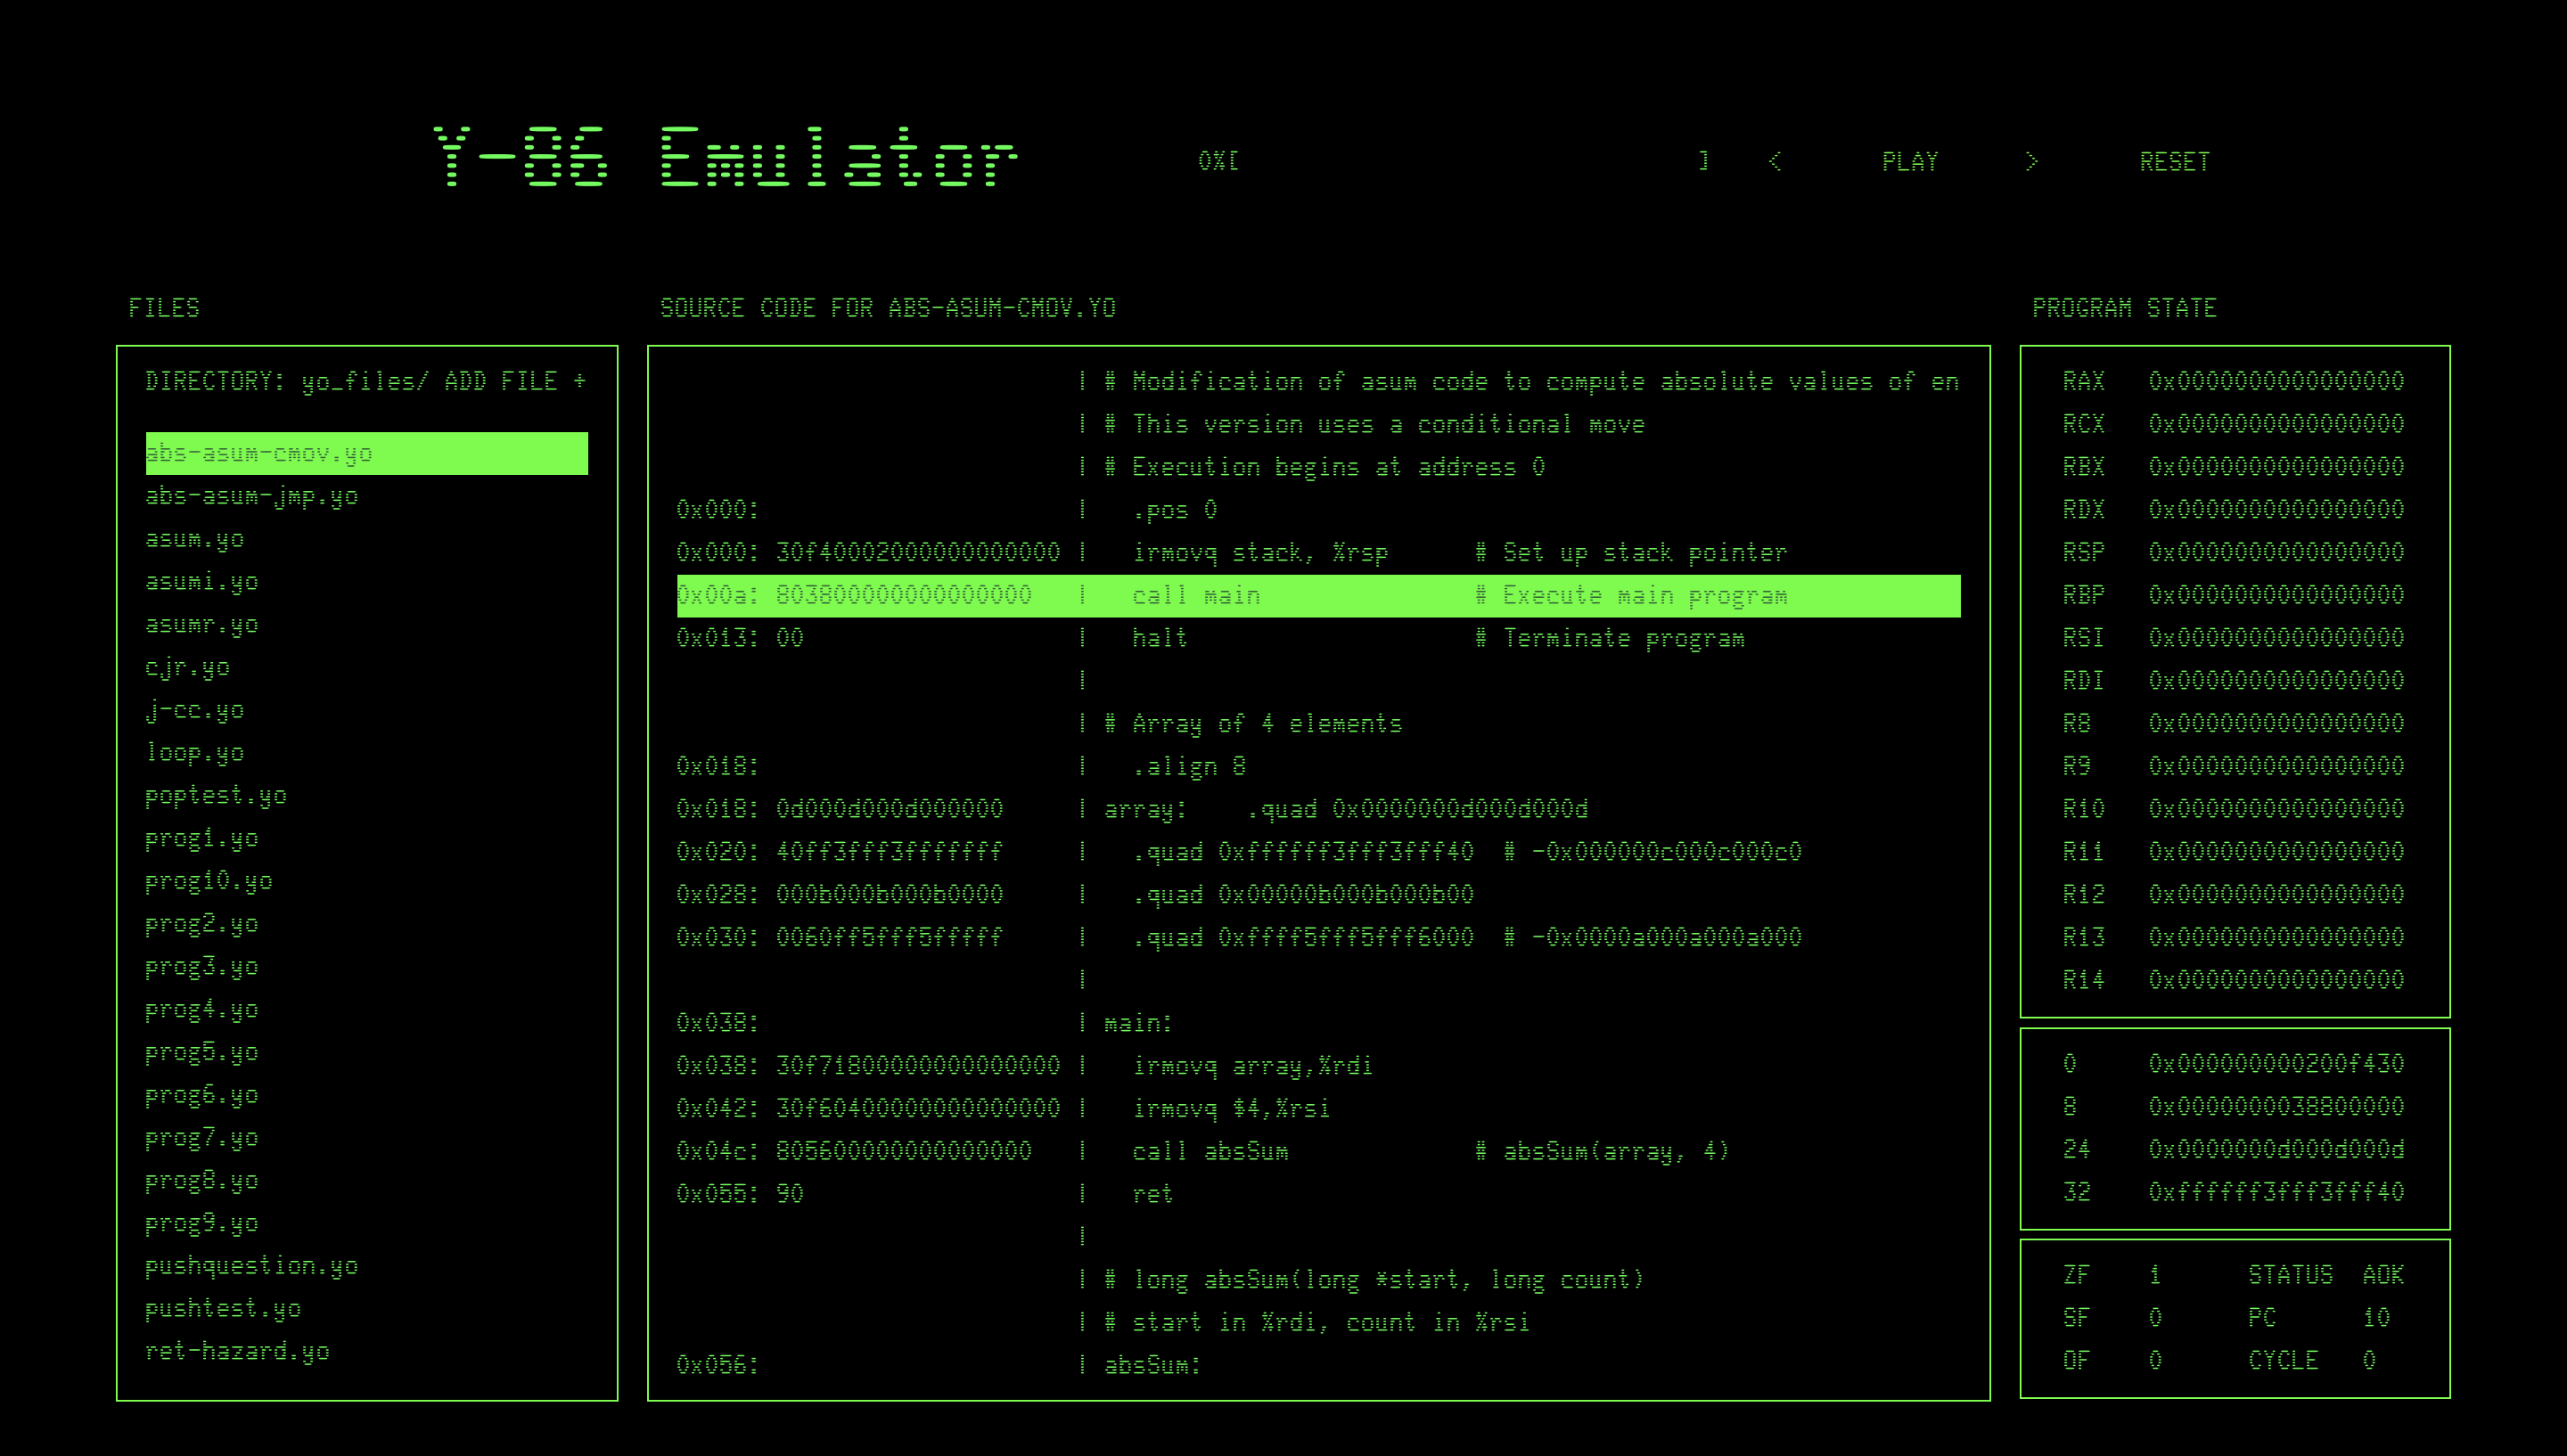 Y-86 Emulator
0%[ ] < PLAY > RESET
FILES
DIRECTORY: yo_files/ ADD FILE +
abs-asum-cmov.yo
abs-asum-jmp.yo
asum.yo
asumi.yo
asumr.yo
cjr.yo
j-cc.yo
loop.yo
poptest.yo
prog1.yo
prog10.yo
prog2.yo
prog3.yo
prog4.yo
prog5.yo
prog6.yo
prog7.yo
prog8.yo
prog9.yo
pushquestion.yo
pushtest.yo
ret-hazard.yo
SOURCE CODE FOR ABS-ASUM-CMOV.YO
| # Modification of asum code to compute absolute values of en
| # This version uses a conditional move
| # Execution begins at address 0
0x000: | .pos 0
0x000: 30f40002000000000000 | irmovq stack, %rsp # Set up stack pointer
0x00a: 803800000000000000 | call main # Execute main program
0x013: 00 | halt # Terminate program
|
| # Array of 4 elements
0x018: | .align 8
0x018: 0d000d000d000000 | array: .quad 0x0000000d000d000d
0x020: 40ff3fff3fffffff | .quad 0xffffff3fff3fff40 # -0x000000c000c000c0
0x028: 000b000b000b0000 | .quad 0x00000b000b000b00
0x030: 0060ff5fff5fffff | .quad 0xffff5fff5fff6000 # -0x0000a000a000a000
|
0x038: | main:
0x038: 30f71800000000000000 | irmovq array,%rdi
0x042: 30f60400000000000000 | irmovq $4,%rsi
0x04c: 805600000000000000 | call absSum # absSum(array, 4)
0x055: 90 | ret
|
| # long absSum(long *start, long count)
| # start in %rdi, count in %rsi
0x056: | absSum:
PROGRAM STATE
RAX 0x0000000000000000
RCX 0x0000000000000000
RBX 0x0000000000000000
RDX 0x0000000000000000
RSP 0x0000000000000000
RBP 0x0000000000000000
RSI 0x0000000000000000
RDI 0x0000000000000000
R8 0x0000000000000000
R9 0x0000000000000000
R10 0x0000000000000000
R11 0x0000000000000000
R12 0x0000000000000000
R13 0x0000000000000000
R14 0x0000000000000000
0 0x000000000200f430
8 0x0000000038800000
24 0x0000000d000d000d
32 0xffffff3fff3fff40
ZF 1 STATUS AOK
SF 0 PC 10
OF 0 CYCLE 0